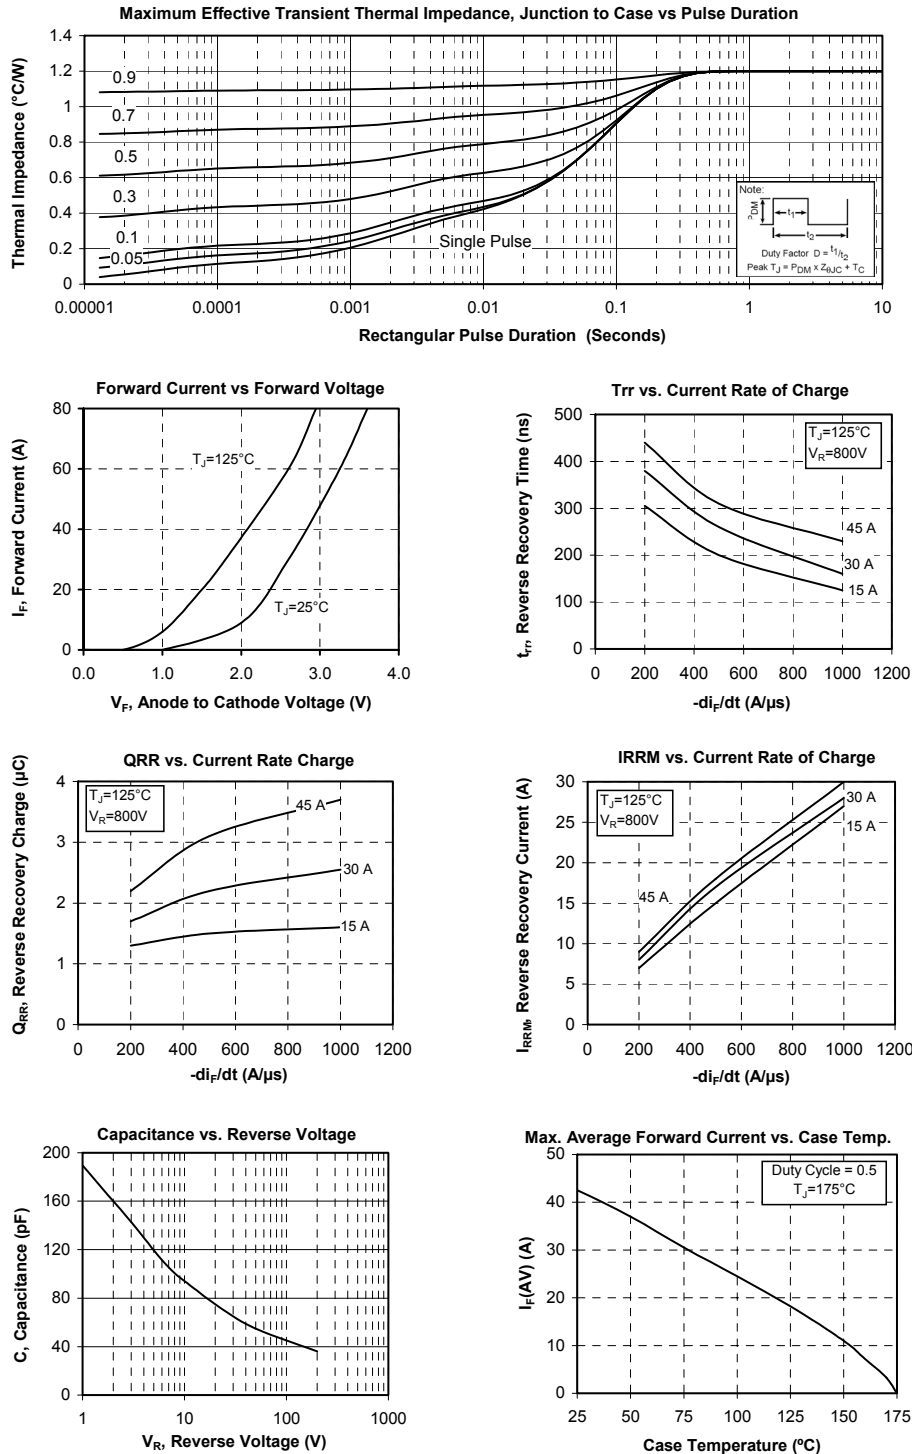 Maximum Effective Transient Thermal Impedance, Junction to Case vs Pulse Duration
Thermal Impedance (°C/W)
1.4
1.2
1
0.8
0.6
0.4
0.2
0
0.9
0.7
0.5
0.3
0.1
0.05
Single Pulse
Note:
PDM
t1
t2
Duty Factor D = t1/t2
Peak TJ = PDM x ZθJC + TC
0.00001
0.0001
0.001
0.01
0.1
1
10
Rectangular Pulse Duration (Seconds)
Forward Current vs Forward Voltage
IF, Forward Current (A)
80
60
40
20
0
TJ=125°C
TJ=25°C
0.0
1.0
2.0
3.0
4.0
VF, Anode to Cathode Voltage (V)
Trr vs. Current Rate of Charge
trr, Reverse Recovery Time (ns)
500
400
300
200
100
0
TJ=125°C
VR=800V
45 A
30 A
15 A
0
200
400
600
800
1000
1200
-diF/dt (A/µs)
QRR vs. Current Rate Charge
QRR, Reverse Recovery Charge (µC)
4
3
2
1
0
TJ=125°C
VR=800V
45 A
30 A
15 A
0
200
400
600
800
1000
1200
-diF/dt (A/µs)
IRRM vs. Current Rate of Charge
IRRM, Reverse Recovery Current (A)
30
25
20
15
10
5
0
TJ=125°C
VR=800V
30 A
15 A
45 A
0
200
400
600
800
1000
1200
-diF/dt (A/µs)
Capacitance vs. Reverse Voltage
C, Capacitance (pF)
200
160
120
80
40
0
1
10
100
1000
VR, Reverse Voltage (V)
Max. Average Forward Current vs. Case Temp.
IF(AV) (A)
50
40
30
20
10
0
Duty Cycle = 0.5
TJ=175°C
25
50
75
100
125
150
175
Case Temperature (ºC)